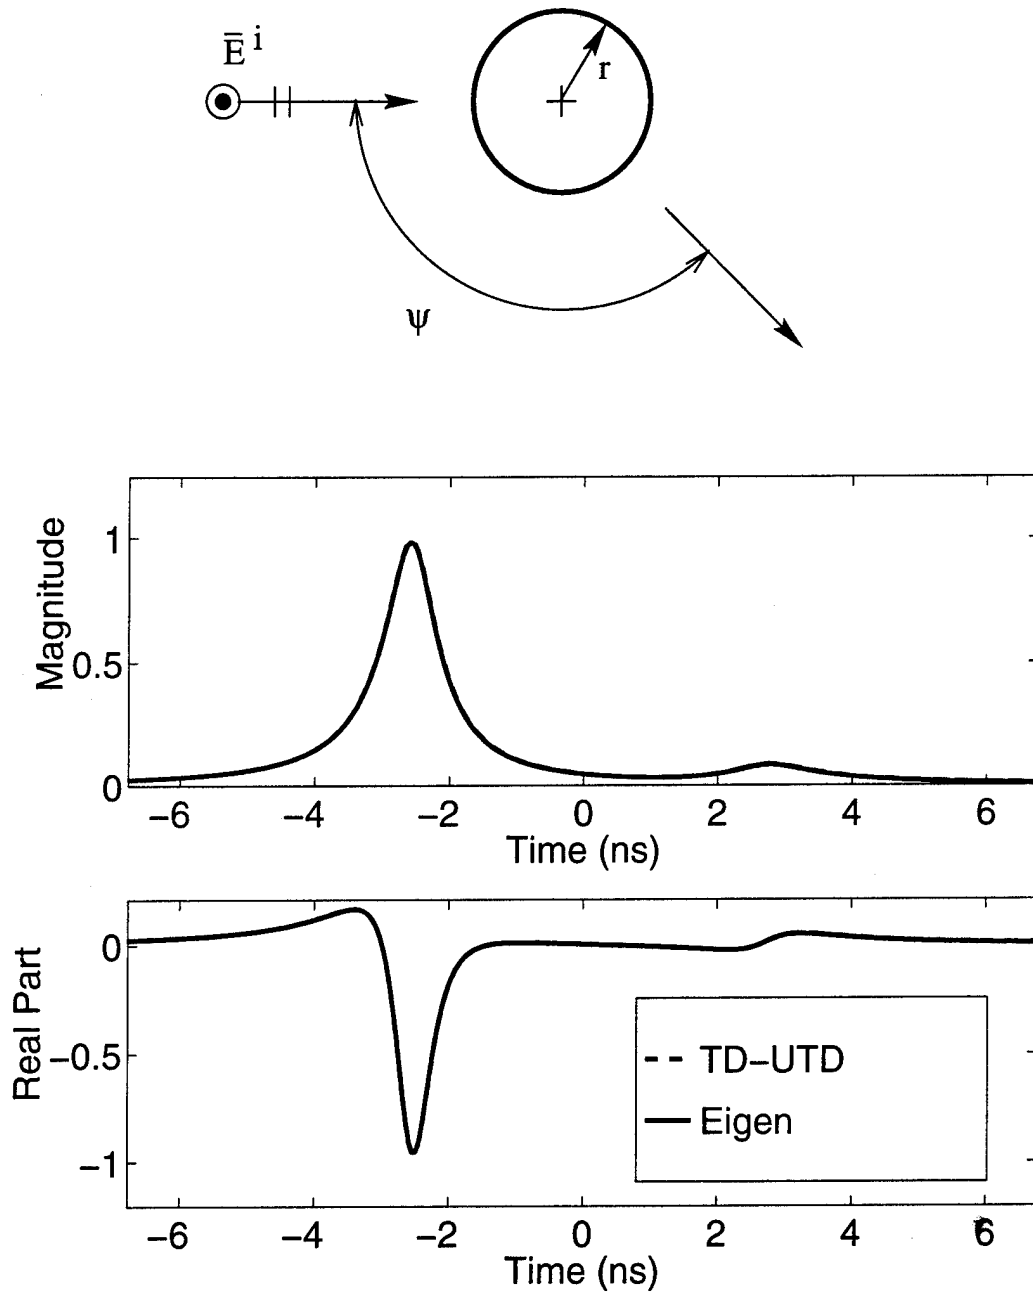 E̅ i
r
ψ
Magnitude
1
0.5
0
−6 −4 −2 0 2 4 6
Time (ns)
Real Part
0
−0.5
−1
TD−UTD
Eigen
−6 −4 −2 0 2 4 6
Time (ns)